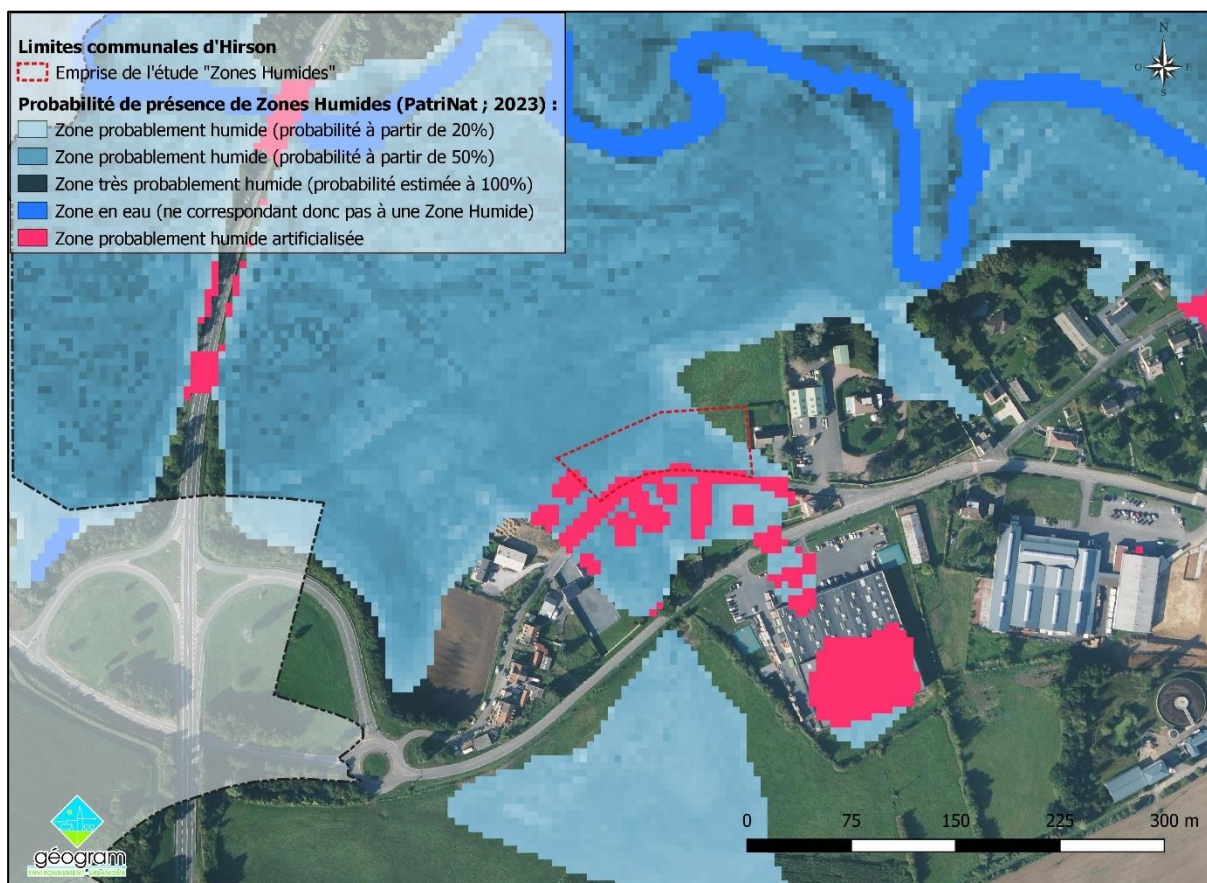 Limites communales d'Hirson
Emprise de l'étude "Zones Humides"
Probabilité de présence de Zones Humides (PatriNat ; 2023) :
Zone probablement humide (probabilité à partir de 20%)
Zone probablement humide (probabilité à partir de 50%)
Zone très probablement humide (probabilité estimée à 100%)
Zone en eau (ne correspondant donc pas à une Zone Humide)
Zone probablement humide artificialisée
N
O E
S
0 75 150 225 300 m
géogram
ENVIRONNEMENT URBANISME